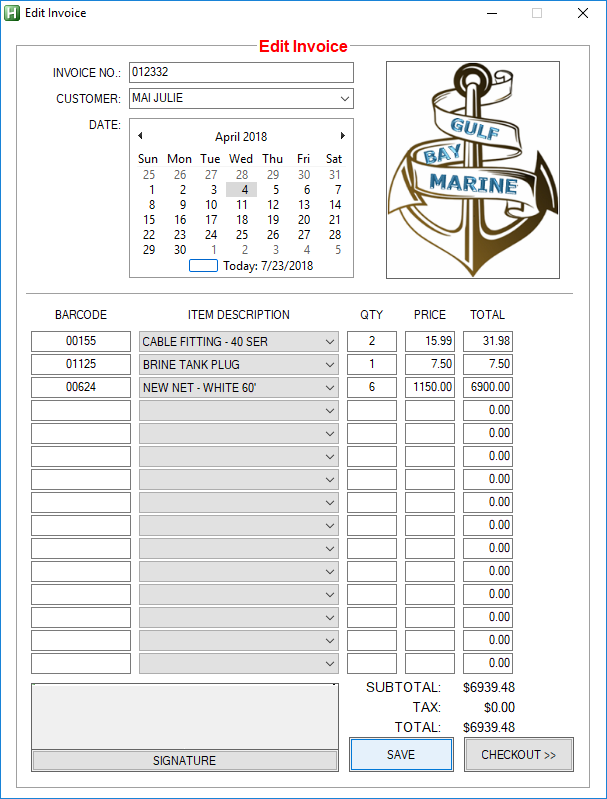 Edit Invoice
Edit Invoice
INVOICE NO.: 012332
CUSTOMER: MAI JULIE
DATE:
April 2018
Sun Mon Tue Wed Thu Fri Sat
25 26 27 28 29 30 31
1 2 3 4 5 6 7
8 9 10 11 12 13 14
15 16 17 18 19 20 21
22 23 24 25 26 27 28
29 30 1 2 3 4 5
Today: 7/23/2018
GULF
BAY
MARINE
BARCODE ITEM DESCRIPTION QTY PRICE TOTAL
00155 CABLE FITTING - 40 SER 2 15.99 31.98
01125 BRINE TANK PLUG 1 7.50 7.50
00624 NEW NET - WHITE 60' 6 1150.00 6900.00
0.00
0.00
0.00
0.00
0.00
0.00
0.00
0.00
0.00
0.00
0.00
0.00
SUBTOTAL: $6939.48
TAX: $0.00
TOTAL: $6939.48
SIGNATURE
SAVE
CHECKOUT >>